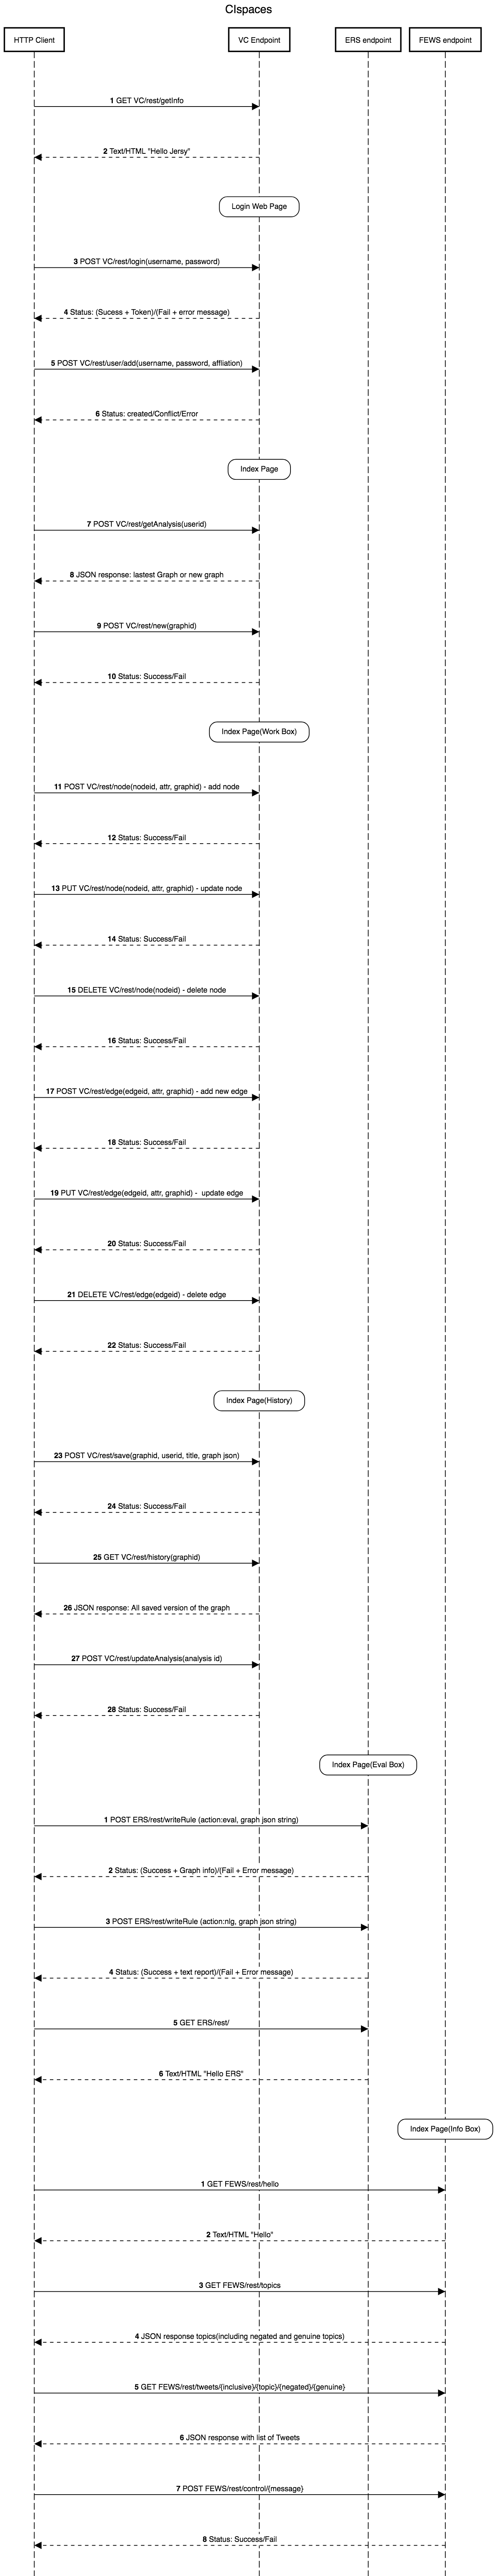 CIspaces
HTTP Client
VC Endpoint
ERS endpoint
FEWS endpoint
1 GET VC/rest/getInfo
2 Text/HTML "Hello Jersy"
Login Web Page
3 POST VC/rest/login(username, password)
4 Status: (Sucess + Token)/(Fail + error message)
5 POST VC/rest/user/add(username, password, affliation)
6 Status: created/Conflict/Error
Index Page
7 POST VC/rest/getAnalysis(userid)
8 JSON response: lastest Graph or new graph
9 POST VC/rest/new(graphid)
10 Status: Success/Fail
Index Page(Work Box)
11 POST VC/rest/node(nodeid, attr, graphid) - add node
12 Status: Success/Fail
13 PUT VC/rest/node(nodeid, attr, graphid) - update node
14 Status: Success/Fail
15 DELETE VC/rest/node(nodeid) - delete node
16 Status: Success/Fail
17 POST VC/rest/edge(edgeid, attr, graphid) - add new edge
18 Status: Success/Fail
19 PUT VC/rest/edge(edgeid, attr, graphid) - update edge
20 Status: Success/Fail
21 DELETE VC/rest/edge(edgeid) - delete edge
22 Status: Success/Fail
Index Page(History)
23 POST VC/rest/save(graphid, userid, title, graph json)
24 Status: Success/Fail
25 GET VC/rest/history(graphid)
26 JSON response: All saved version of the graph
27 POST VC/rest/updateAnalysis(analysis id)
28 Status: Success/Fail
Index Page(Eval Box)
1 POST ERS/rest/writeRule (action:eval, graph json string)
2 Status: (Success + Graph info)/(Fail + Error message)
3 POST ERS/rest/writeRule (action:nlg, graph json string)
4 Status: (Success + text report)/(Fail + Error message)
5 GET ERS/rest/
6 Text/HTML "Hello ERS"
Index Page(Info Box)
1 GET FEWS/rest/hello
2 Text/HTML "Hello"
3 GET FEWS/rest/topics
4 JSON response topics(including negated and genuine topics)
5 GET FEWS/rest/tweets/{inclusive}/{topic}/{negated}/{genuine}
6 JSON response with list of Tweets
7 POST FEWS/rest/control/{message}
8 Status: Success/Fail